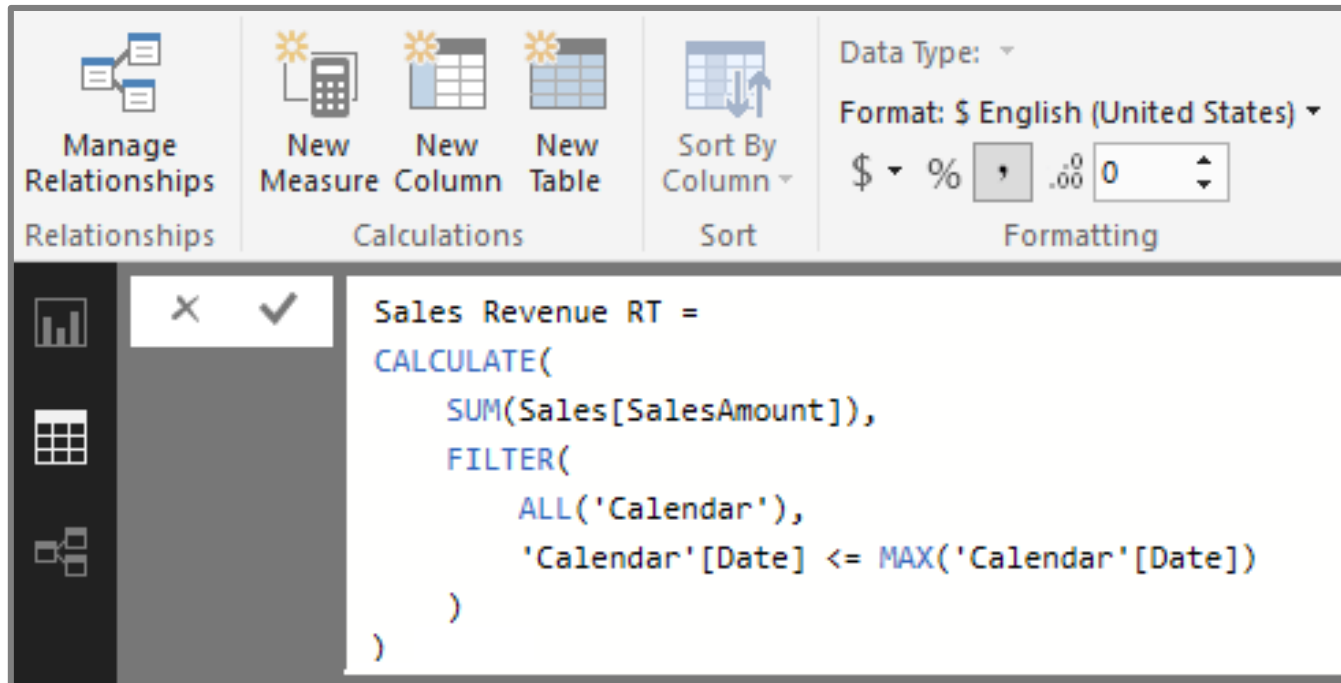 Manage Relationships
New Measure
New Column
New Table
Sort By Column
Data Type:
Format: $ English (United States)
$ % , .00 .0 0
Relationships
Calculations
Sort
Formatting
Sales Revenue RT =
CALCULATE(
    SUM(Sales[SalesAmount]),
    FILTER(
        ALL('Calendar'),
        'Calendar'[Date] <= MAX('Calendar'[Date])
    )
)